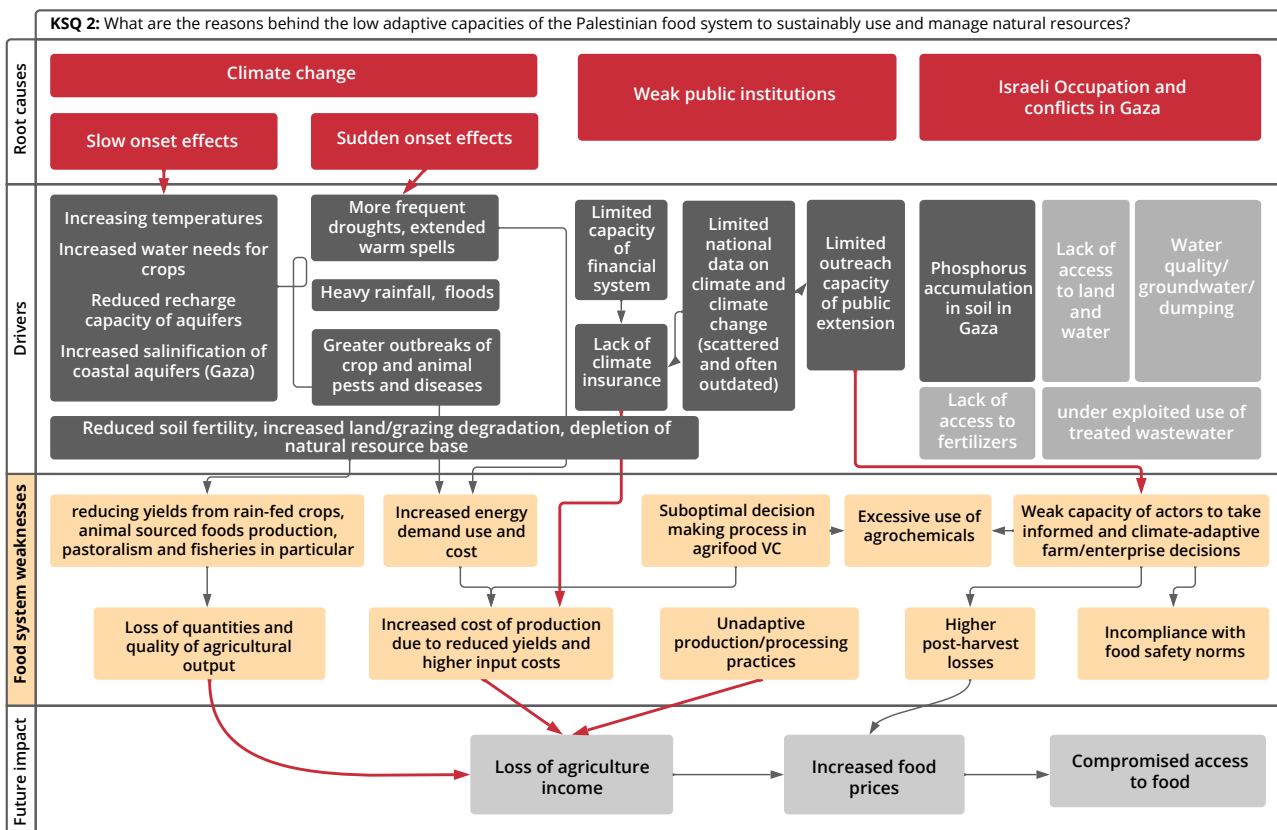 KSQ 2: What are the reasons behind the low adaptive capacities of the Palestinian food system to sustainably use and manage natural resources?
Root causes
Climate change
Weak public institutions
Israeli Occupation and
conflicts in Gaza
Slow onset effects
Sudden onset effects
Drivers
Increasing temperatures
Increased water needs for
crops
Reduced recharge
capacity of aquifers
Increased salinification of
coastal aquifers (Gaza)
More frequent
droughts, extended
warm spells
Heavy rainfall, floods
Greater outbreaks of
crop and animal
pests and diseases
Limited
capacity
of
financial
system
Lack of
climate
insurance
Limited
national
data on
climate and
climate
change
(scattered
and often
outdated)
Limited
outreach
capacity
of public
extension
Phosphorus
accumulation
in soil in
Gaza
Lack of
access
to land
and
water
Water
quality/
groundwater/
dumping
Lack of
access to
fertilizers
under exploited use of
treated wastewater
Reduced soil fertility, increased land/grazing degradation, depletion of
natural resource base
Food system weaknesses
reducing yields from rain-fed crops,
animal sourced foods production,
pastoralism and fisheries in particular
Increased energy
demand use and
cost
Suboptimal decision
making process in
agrifood VC
Excessive use of
agrochemicals
Weak capacity of actors to take
informed and climate-adaptive
farm/enterprise decisions
Loss of quantities and
quality of agricultural
output
Increased cost of production
due to reduced yields and
higher input costs
Unadaptive
production/processing
practices
Higher
post-harvest
losses
Incompliance with
food safety norms
Future impact
Loss of agriculture
income
Increased food
prices
Compromised access
to food